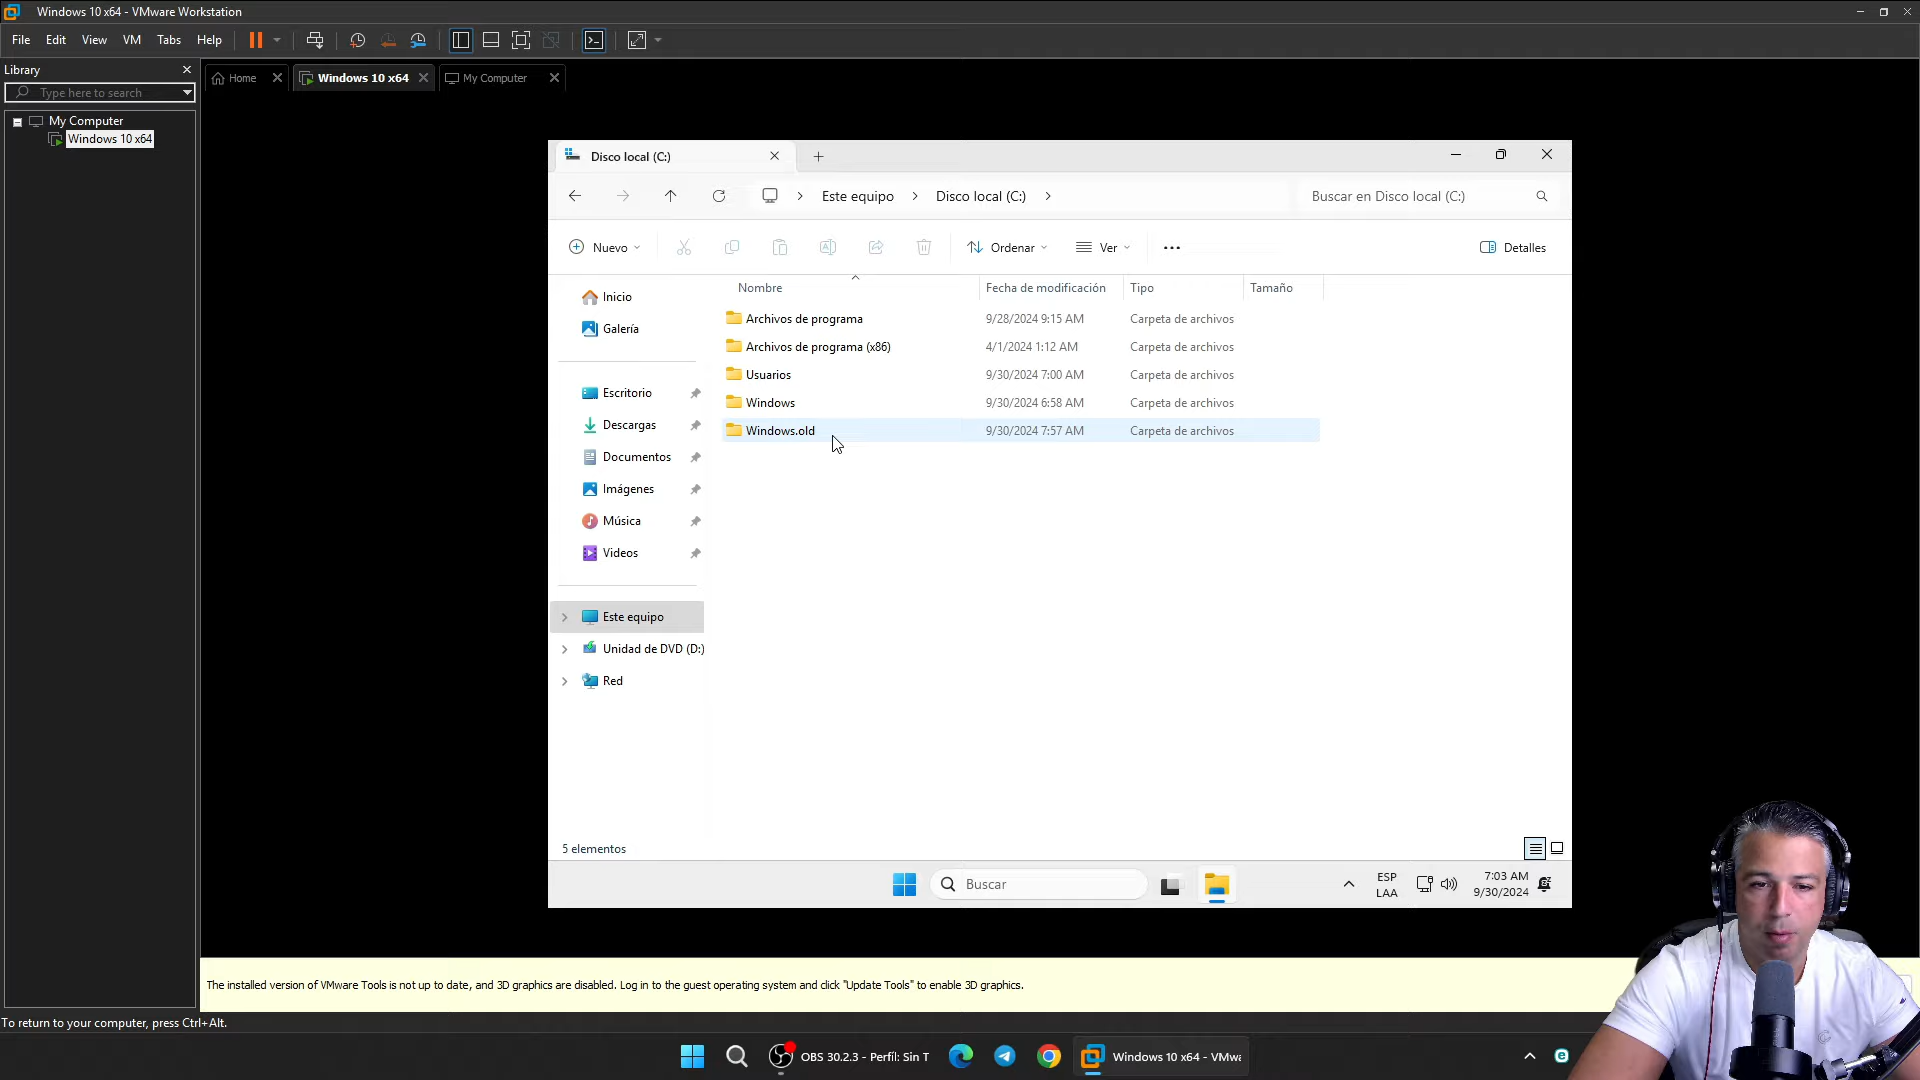 Windows 10 x64 - VMware Workstation
File Edit View VM Tabs Help
Library
Home
Windows 10 x64
My Computer
Type here to search
My Computer
Windows 10 x64
Disco local (C:)
Este equipo
Disco local (C:)
Buscar en Disco local (C:)
Nuevo
Ordenar
Ver
Detalles
Nombre Fecha de modificación Tipo Tamaño
Archivos de programa 9/28/2024 9:15 AM Carpeta de archivos
Archivos de programa (x86) 4/1/2024 1:12 AM Carpeta de archivos
Usuarios 9/30/2024 7:00 AM Carpeta de archivos
Windows 9/30/2024 6:58 AM Carpeta de archivos
Windows.old 9/30/2024 7:57 AM Carpeta de archivos
Inicio
Galería
Escritorio
Descargas
Documentos
Imágenes
Música
Videos
Este equipo
Unidad de DVD (D:)
Red
5 elementos
Buscar
ESP
LAA
7:03 AM
9/30/2024
The installed version of VMware Tools is not up to date, and 3D graphics are disabled. Log in to the guest operating system and click "Update Tools" to enable 3D graphics.
To return to your computer, press Ctrl+Alt.
OBS 30.2.3 - Perfíl: Sin T
Windows 10 x64 - VMwa